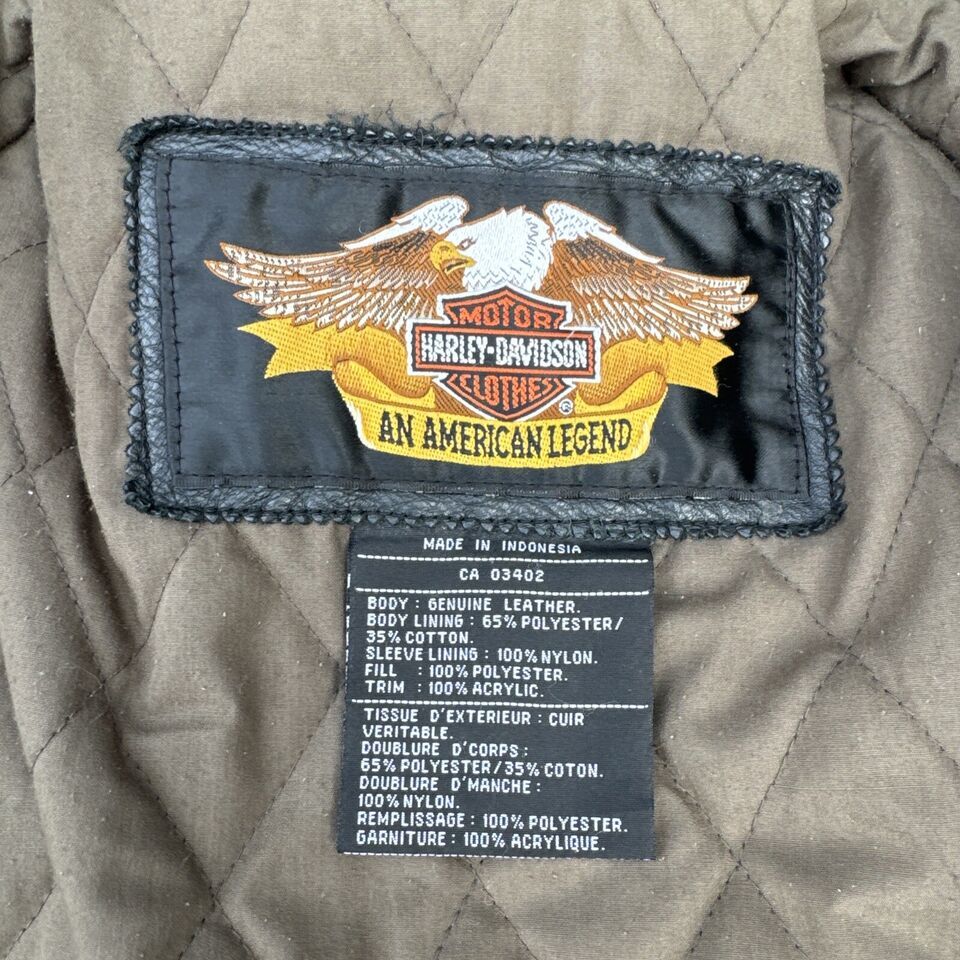 MOTOR
HARLEY-DAVIDSON
CLOTHES
®
AN AMERICAN LEGEND
MADE IN INDONESIA
CA 03402
BODY : GENUINE LEATHER.
BODY LINING : 65% POLYESTER/
35% COTTON.
SLEEVE LINING : 100% NYLON.
FILL : 100% POLYESTER.
TRIM : 100% ACRYLIC.
TISSUE D'EXTERIEUR : CUIR
VERITABLE.
DOUBLURE D'CORPS :
65% POLYESTER/35% COTON.
DOUBLURE D'MANCHE :
100% NYLON.
REMPLISSAGE : 100% POLYESTER.
GARNITURE : 100% ACRYLIQUE.